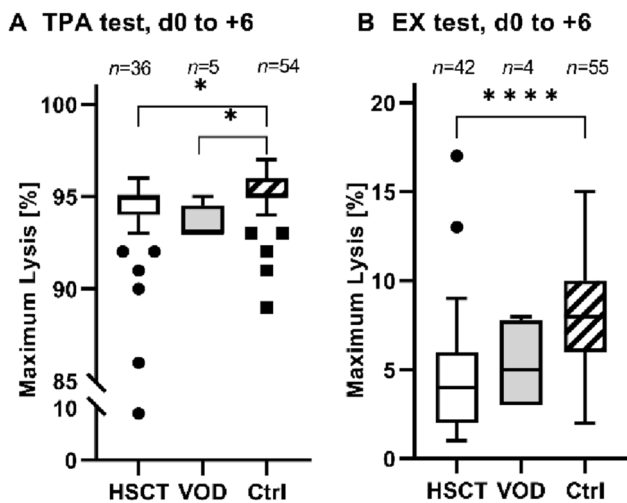 A TPA test, d0 to +6
n=36 n=5 n=54
*
*
Maximum Lysis [%]
100
95
90
85
10
0
HSCT VOD Ctrl
B EX test, d0 to +6
n=42 n=4 n=55
****
Maximum Lysis [%]
20
15
10
5
0
HSCT VOD Ctrl